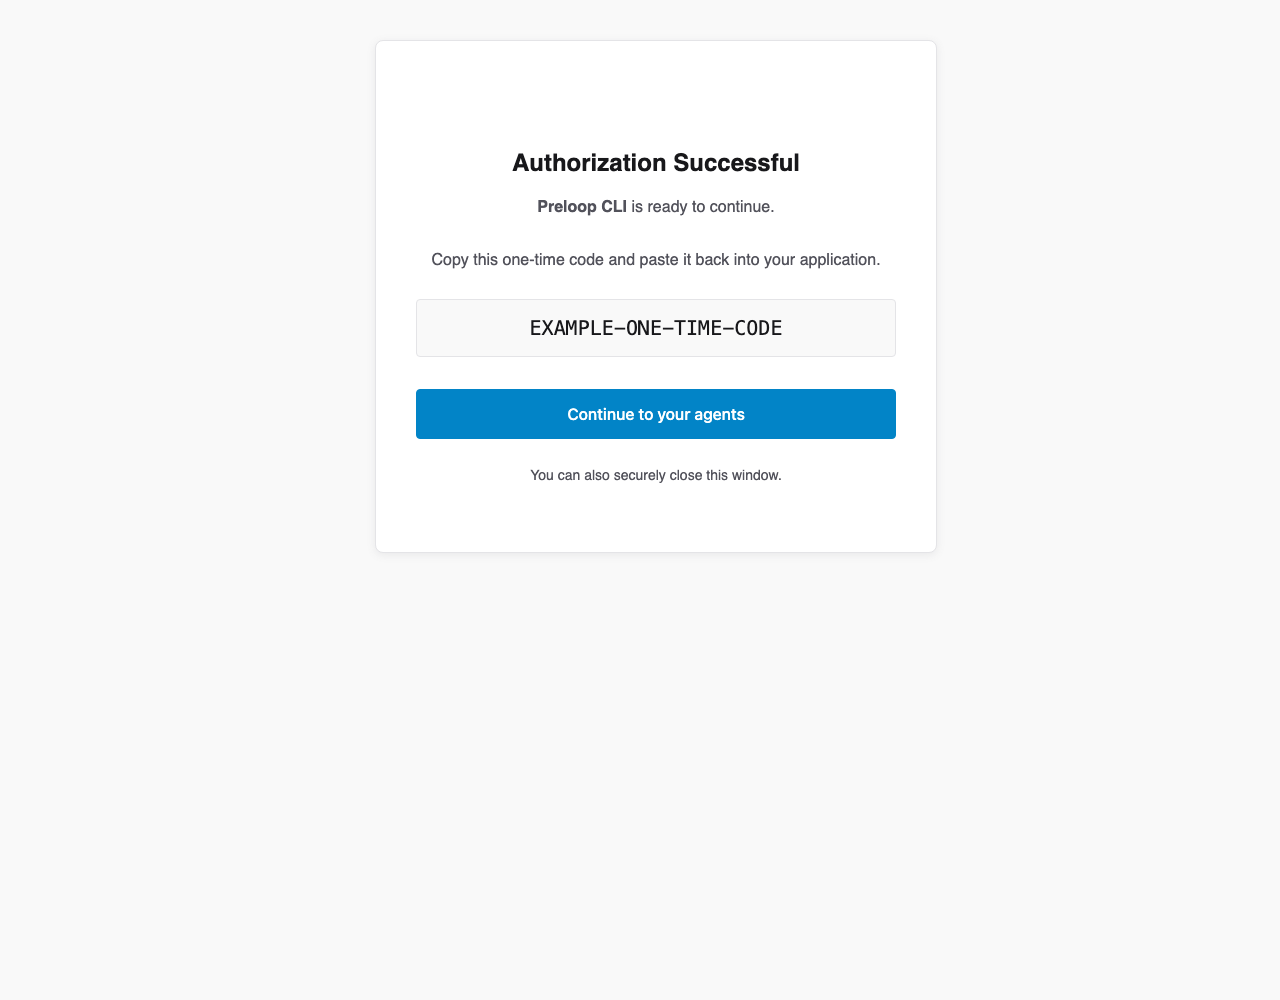 Authorization Successful
Preloop CLI is ready to continue.
Copy this one-time code and paste it back into your application.
EXAMPLE-ONE-TIME-CODE
Continue to your agents
You can also securely close this window.